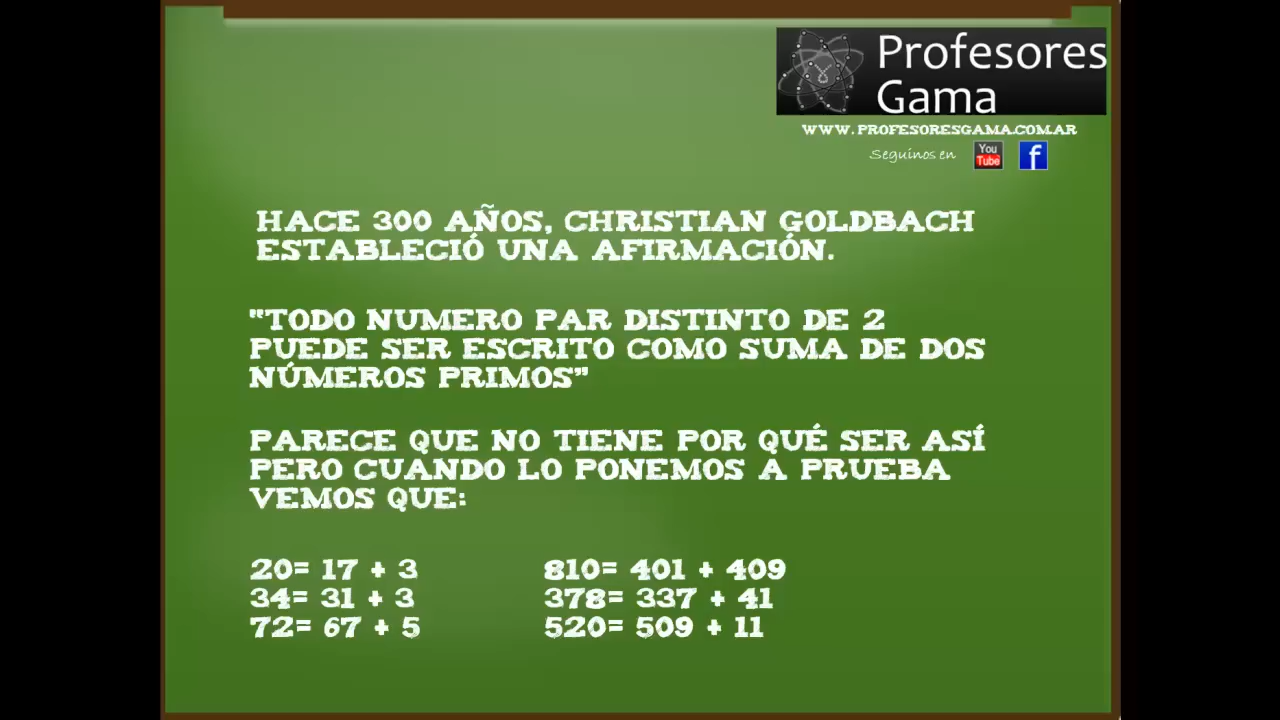 Profesores
Gama
WWW.PROFESORESGAMA.COM.AR
Seguinos en
You
Tube
f
HACE 300 AÑOS, CHRISTIAN GOLDBACH
ESTABLECIÓ UNA AFIRMACIÓN.
"TODO NUMERO PAR DISTINTO DE 2
PUEDE SER ESCRITO COMO SUMA DE DOS
NÚMEROS PRIMOS"
PARECE QUE NO TIENE POR QUÉ SER ASÍ
PERO CUANDO LO PONEMOS A PRUEBA
VEMOS QUE:
20= 17 + 3
34= 31 + 3
72= 67 + 5
810= 401 + 409
378= 337 + 41
520= 509 + 11